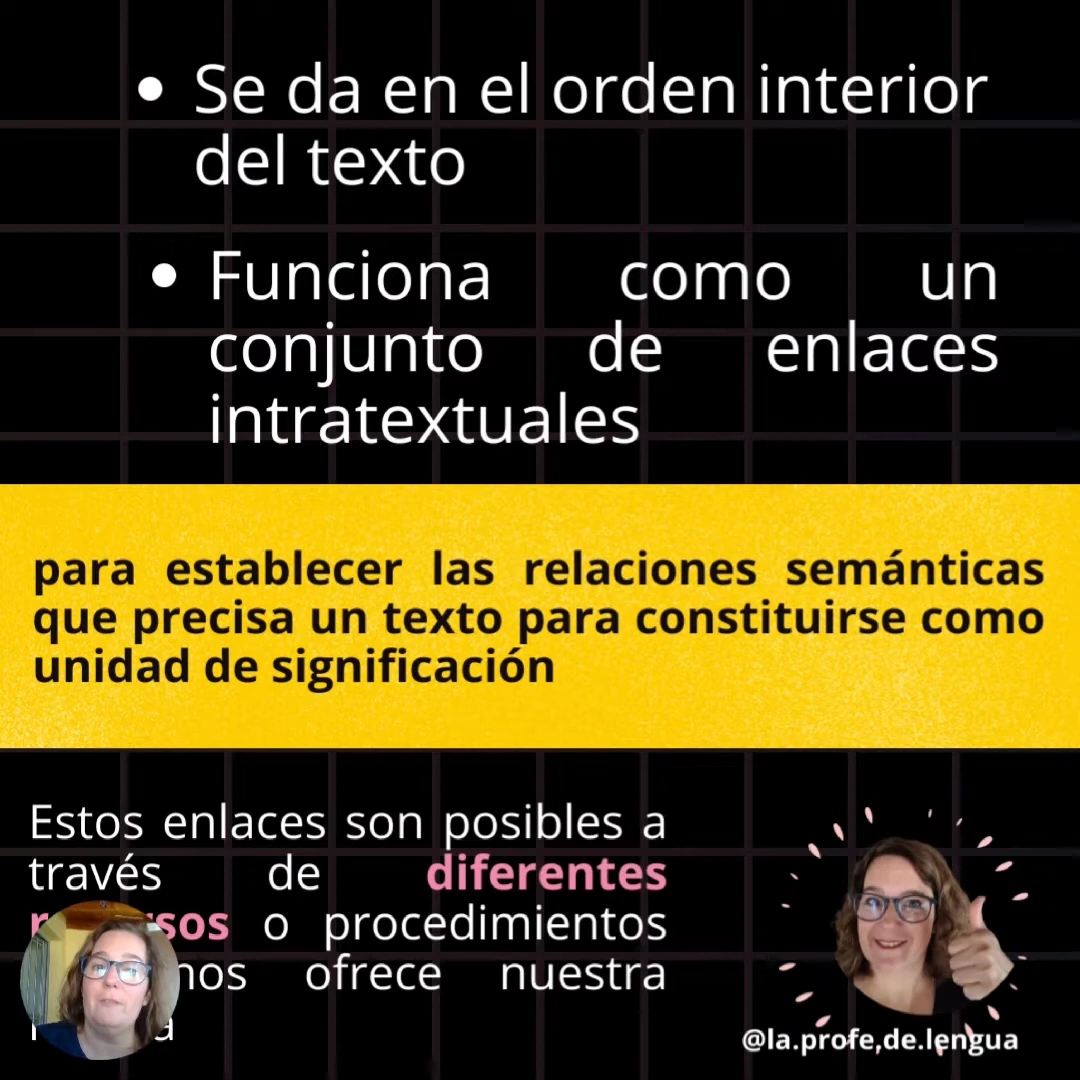 • Se da en el orden interior
del texto
• Funciona como un
conjunto de enlaces
intratextuales
para establecer las relaciones semánticas
que precisa un texto para constituirse como
unidad de significación
Estos enlaces son posibles a
través de diferentes
o procedimientos
ofrece nuestra
@la.profe,de.lengua